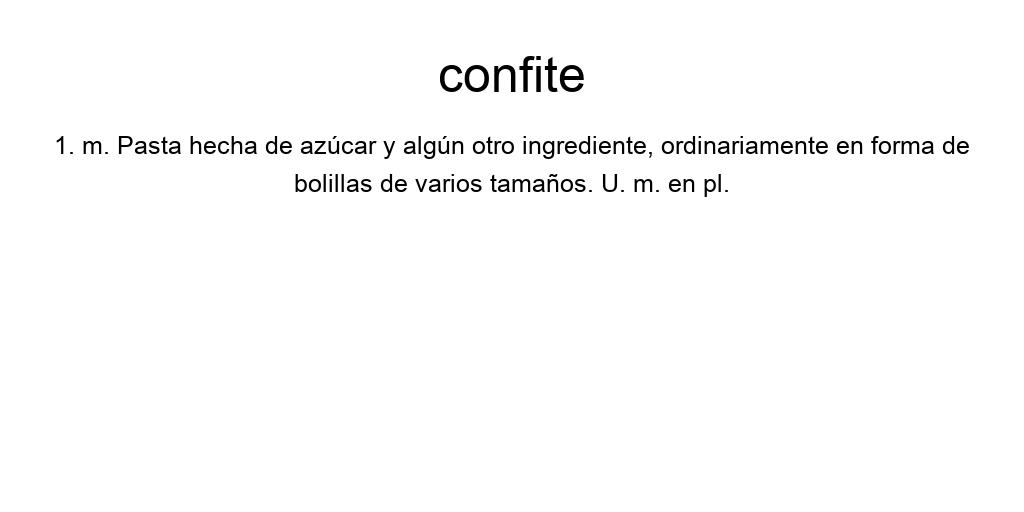 confite
1. m. Pasta hecha de azúcar y algún otro ingrediente, ordinariamente en forma de
bolillas de varios tamaños. U. m. en pl.